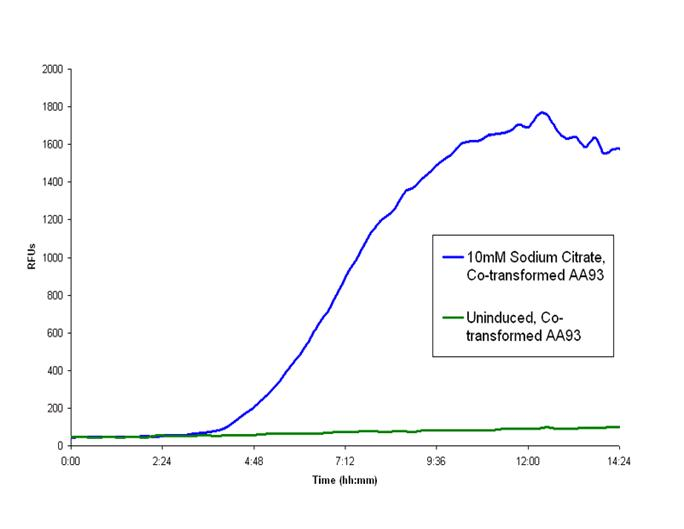 2000
1800
1600
1400
1200
1000
800
600
400
200
0
RFUs
10mM Sodium Citrate,
Co-transformed AA93
Uninduced, Co-
transformed AA93
0:00 2:24 4:48 7:12 9:36 12:00 14:24
Time (hh:mm)